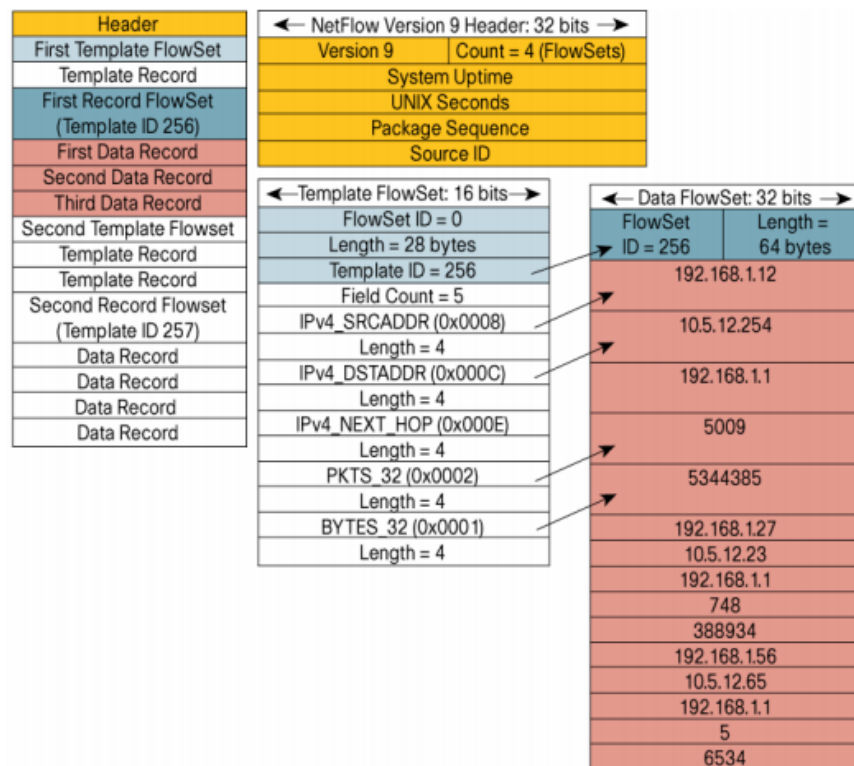 Header
First Template FlowSet
Template Record
First Record FlowSet
(Template ID 256)
First Data Record
Second Data Record
Third Data Record
Second Template Flowset
Template Record
Template Record
Second Record Flowset
(Template ID 257)
Data Record
Data Record
Data Record
Data Record
NetFlow Version 9 Header: 32 bits
Version 9 Count = 4 (FlowSets)
System Uptime
UNIX Seconds
Package Sequence
Source ID
Template FlowSet: 16 bits
FlowSet ID = 0
Length = 28 bytes
Template ID = 256
Field Count = 5
IPv4_SRCADDR (0x0008)
Length = 4
IPv4_DSTADDR (0x000C)
Length = 4
IPv4_NEXT_HOP (0x000E)
Length = 4
PKTS_32 (0x0002)
Length = 4
BYTES_32 (0x0001)
Length = 4
Data FlowSet: 32 bits
FlowSet Length =
ID = 256 64 bytes
192.168.1.12
10.5.12.254
192.168.1.1
5009
5344385
192.168.1.27
10.5.12.23
192.168.1.1
748
388934
192.168.1.56
10.5.12.65
192.168.1.1
5
6534